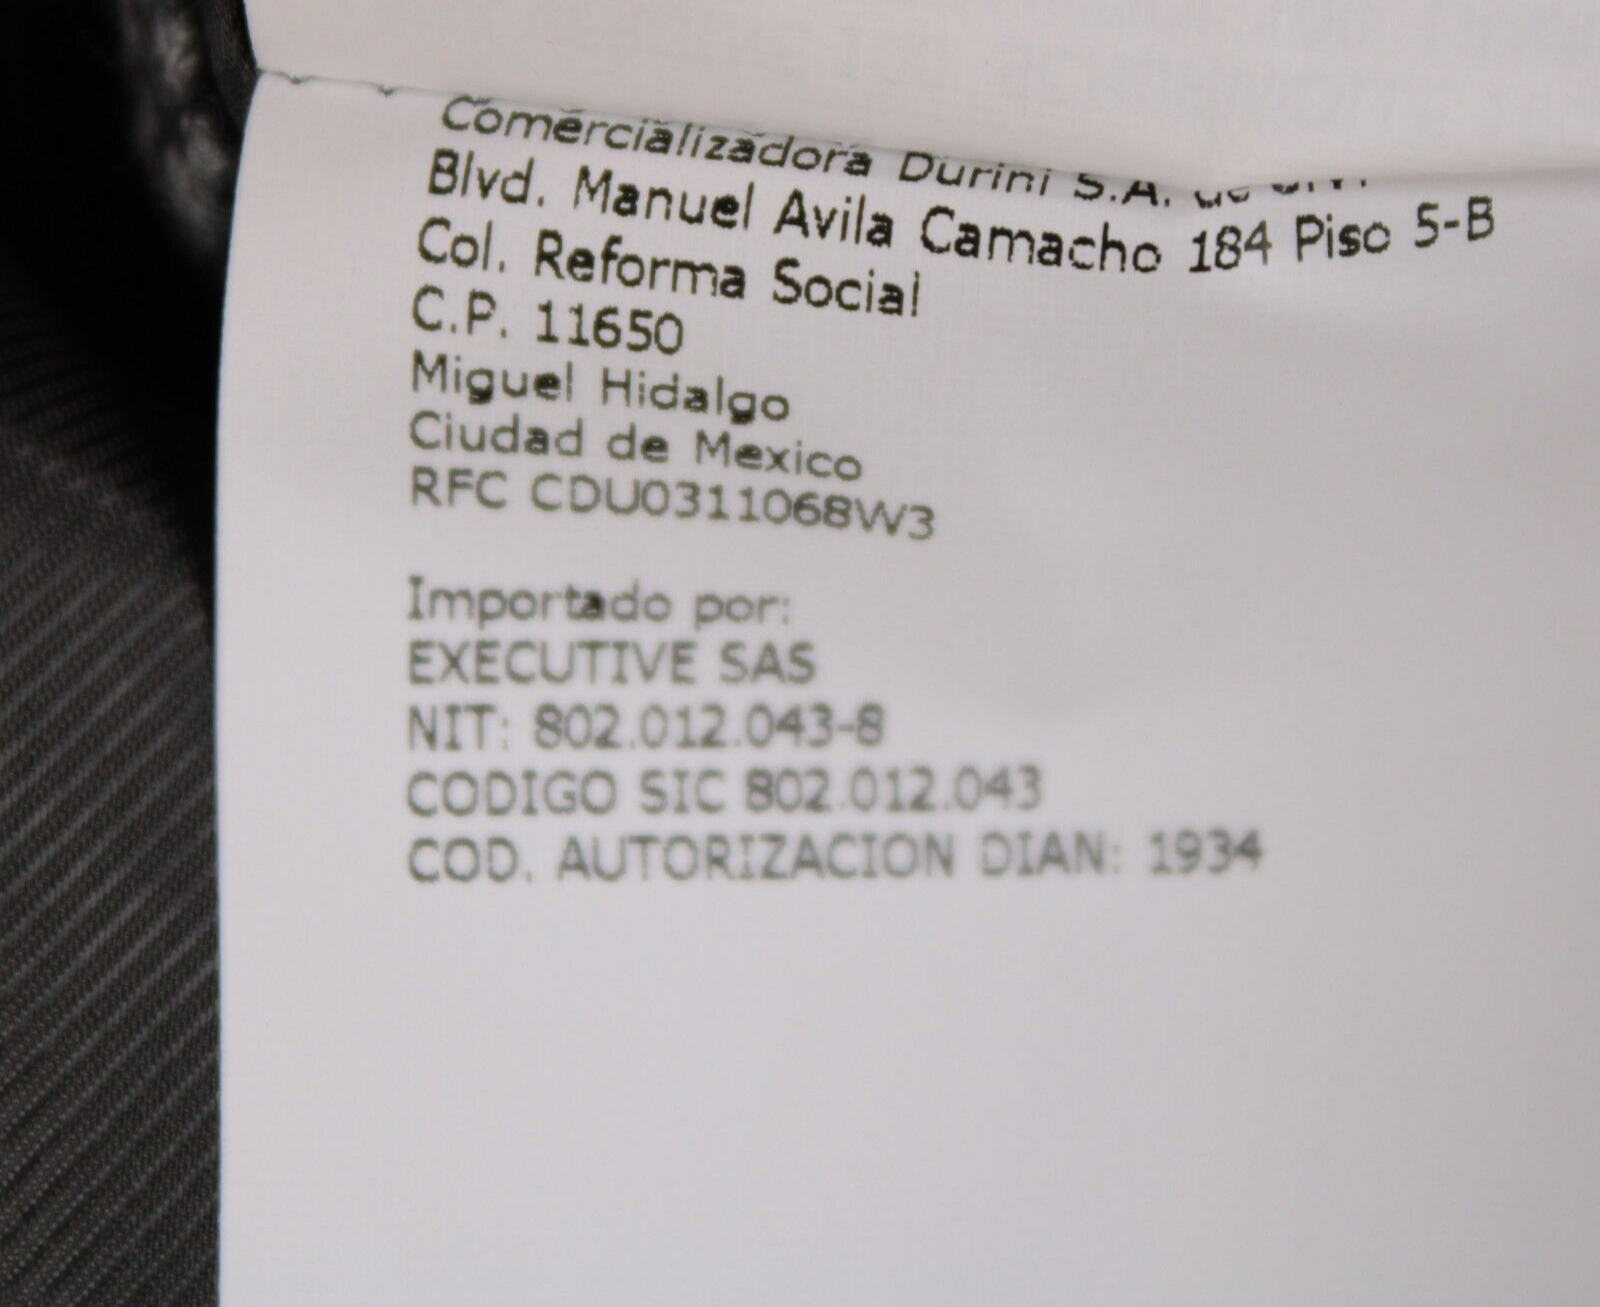 Comercializadora Durini S.A. de
Blvd. Manuel Avila Camacho 184 Piso 5-B
Col. Reforma Social
C.P. 11650
Miguel Hidalgo
Ciudad de Mexico
RFC CDU0311068W3
Importado por:
EXECUTIVE SAS
NIT: 802.012.043-8
CODIGO SIC 802.012.043
COD. AUTORIZACION DIAN: 1934